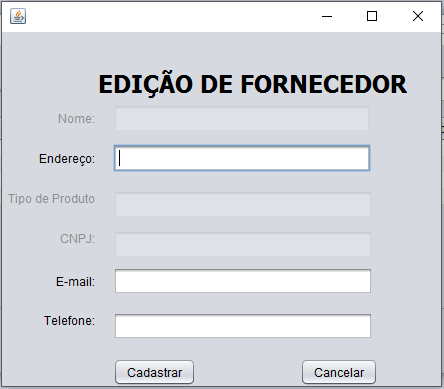 EDIÇÃO DE FORNECEDOR
Nome:
Endereço:
Tipo de Produto
CNPJ:
E-mail:
Telefone:
Cadastrar Cancelar